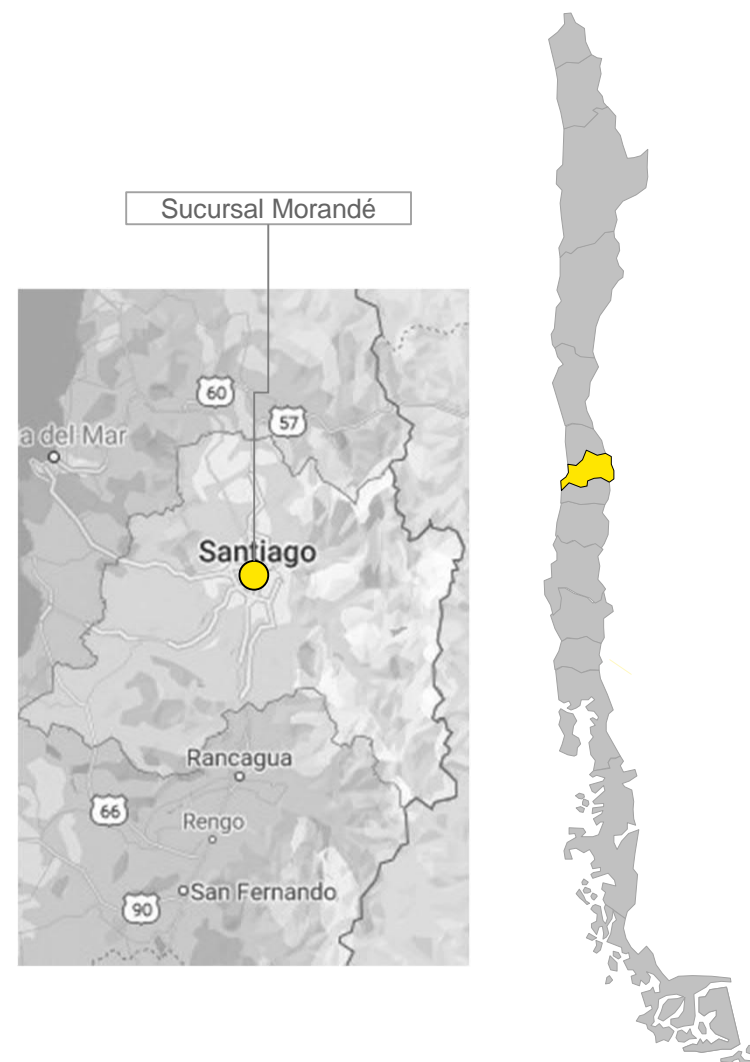 Sucursal Morandé
60
57
a del Mar
Santiago
Rancagua
66
Rengo
San Fernando
90